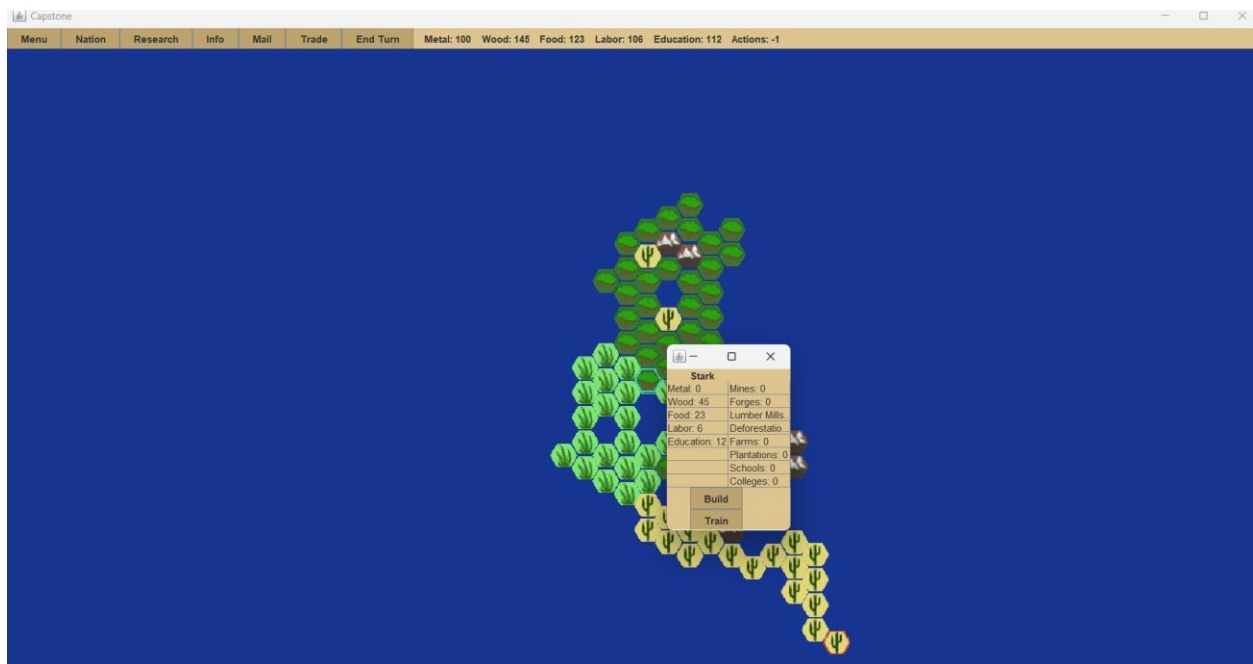 Capstone
Menu Nation Research Info Mail Trade End Turn Metal: 100 Wood: 145 Food: 123 Labor: 106 Education: 112 Actions: -1
Stark
Metal: 0 Mines: 0
Wood: 45 Forges: 0
Food: 23 Lumber Mills...
Labor: 6 Deforestatio...
Education: 12 Farms: 0
Plantations: 0
Schools: 0
Colleges: 0
Build
Train